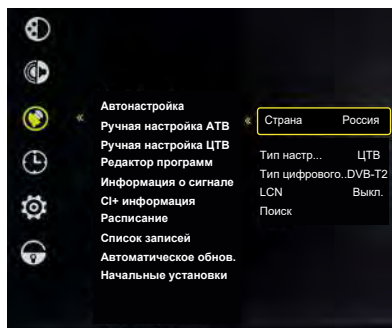 Автонастройка
Ручная настройка АТВ
Ручная настройка ЦТВ
Редактор программ
Информация о сигнале
CI+ информация
Расписание
Список записей
Автоматическое обнов.
Начальные установки
Страна Россия
Тип настр... ЦТВ
Тип цифрового..DVB-T2
LCN Выкл.
Поиск